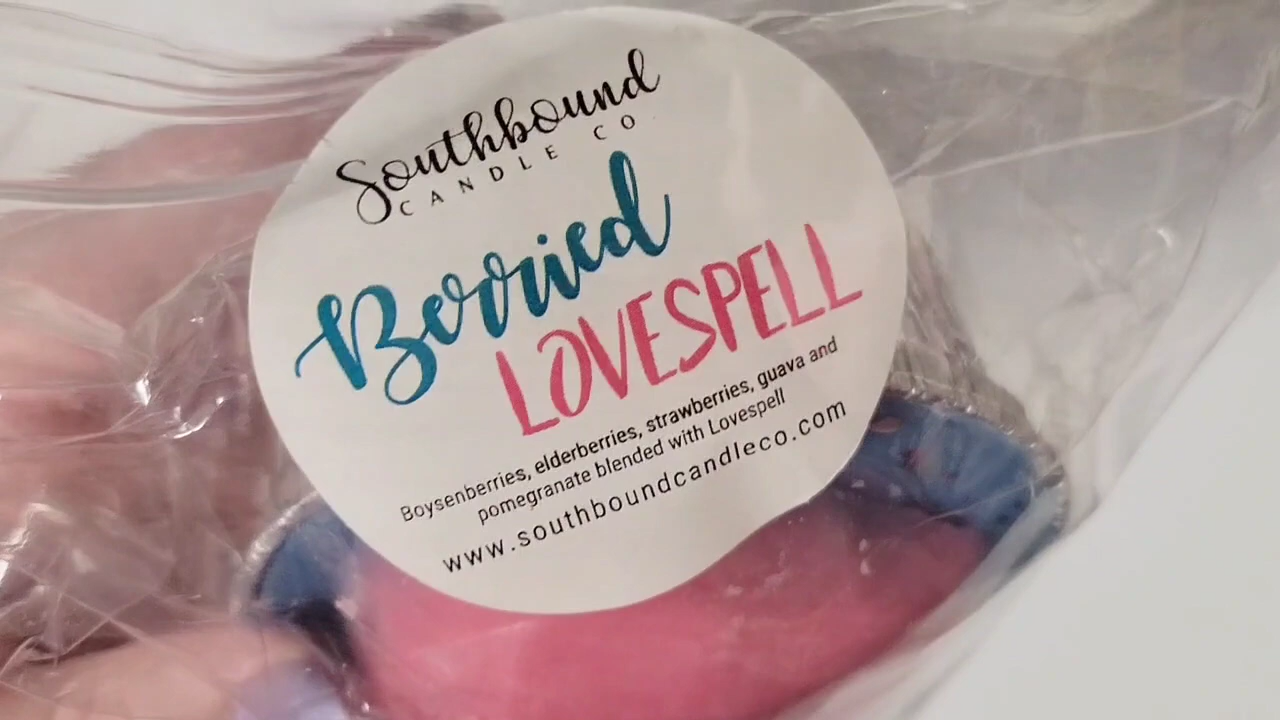 Southbound
CANDLE CO
Berried
LOVESPELL
Boysenberries, elderberries, strawberries, guava and
pomegranate blended with Lovespell
www.southboundcandleco.com